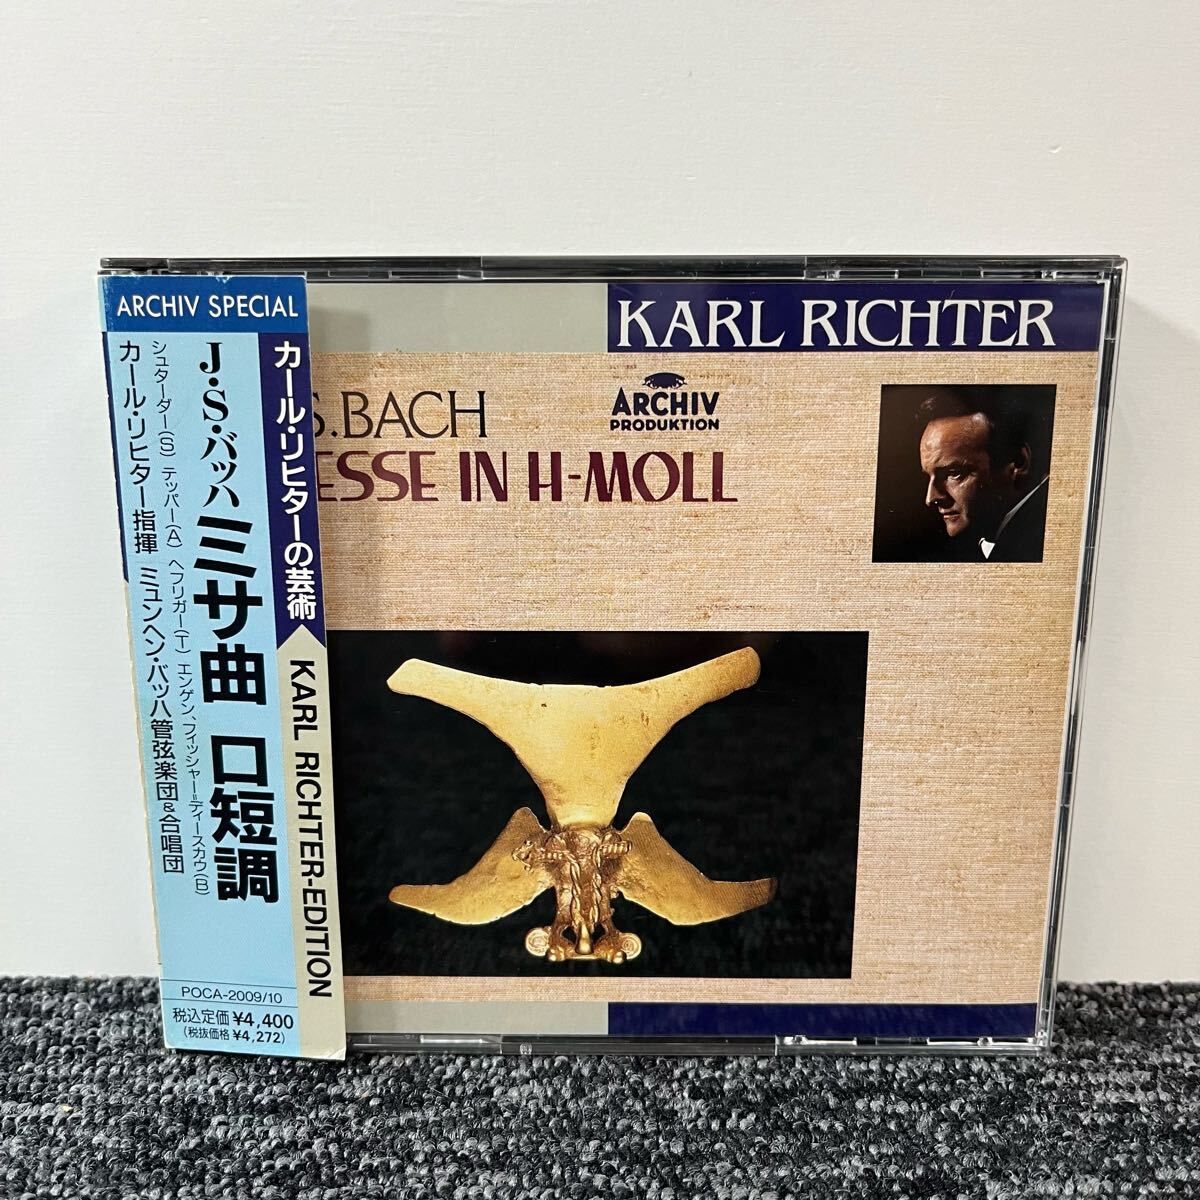 ARCHIV SPECIAL
カール・リヒターの芸術
KARL RICHTER-EDITION
J・S・バッハ
ミサ曲 ロ短調
シュターダー(S) テッパー(A) ヘフリガー(T) エンゲン、フィッシャー=ディースカウ(B)
カール・リヒター指揮 ミュンヘン・バッハ管弦楽団&合唱団
POCA-2009/10
税込定価¥4,400
(税抜価格¥4,272)
KARL RICHTER
S.BACH
ESSE IN H-MOLL
ARCHIV
PRODUKTION